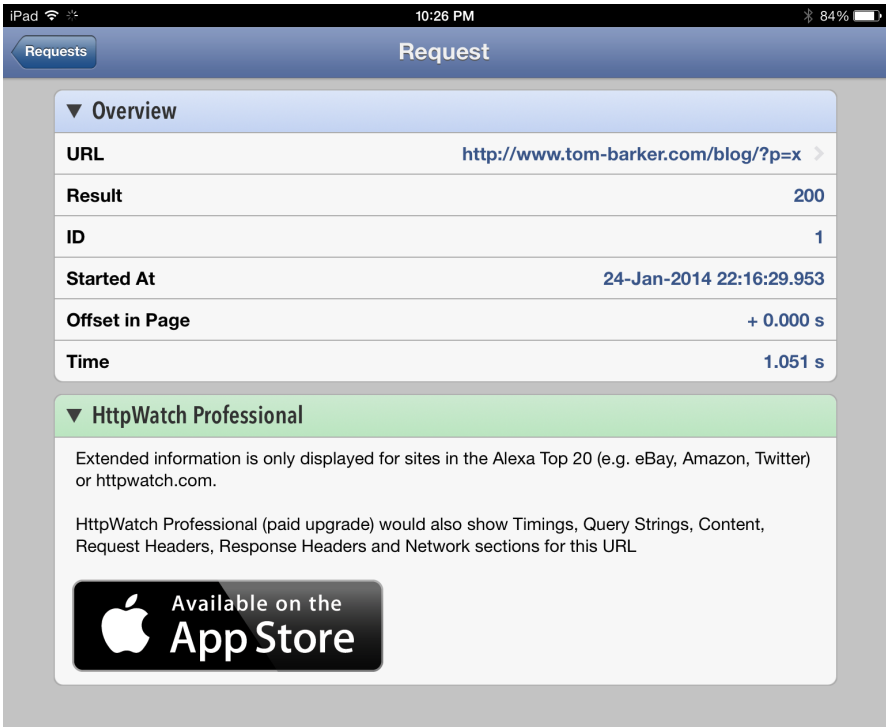 iPad 10:26 PM 84%
Requests Request
Overview
URL http://www.tom-barker.com/blog/?p=x
Result 200
ID 1
Started At 24-Jan-2014 22:16:29.953
Offset in Page + 0.000 s
Time 1.051 s
HttpWatch Professional
Extended information is only displayed for sites in the Alexa Top 20 (e.g. eBay, Amazon, Twitter)
or httpwatch.com.
HttpWatch Professional (paid upgrade) would also show Timings, Query Strings, Content,
Request Headers, Response Headers and Network sections for this URL
Available on the
App Store